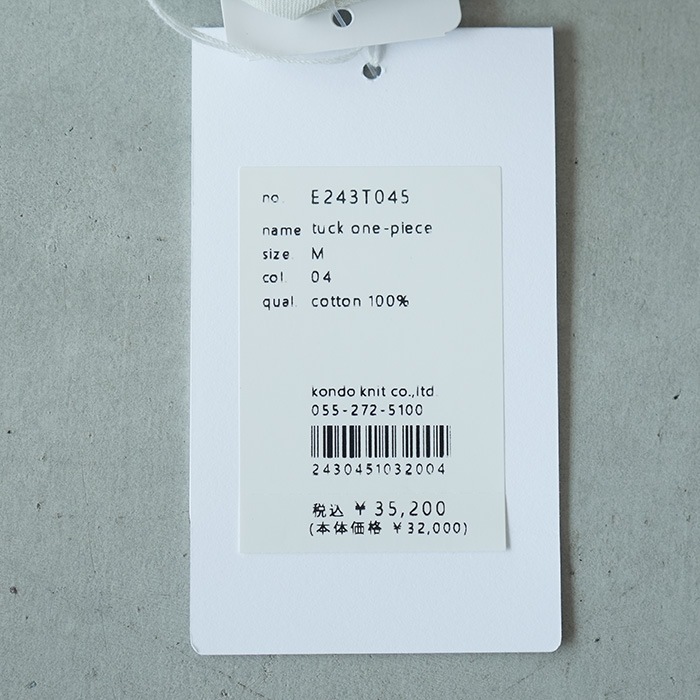 no. E243T045
name tuck one-piece
size. M
col. 04
qual. cotton 100%
kondo knit co.,ltd.
055-272-5100
2430451032004
税込 ¥ 35,200
(本体価格 ¥ 32,000)